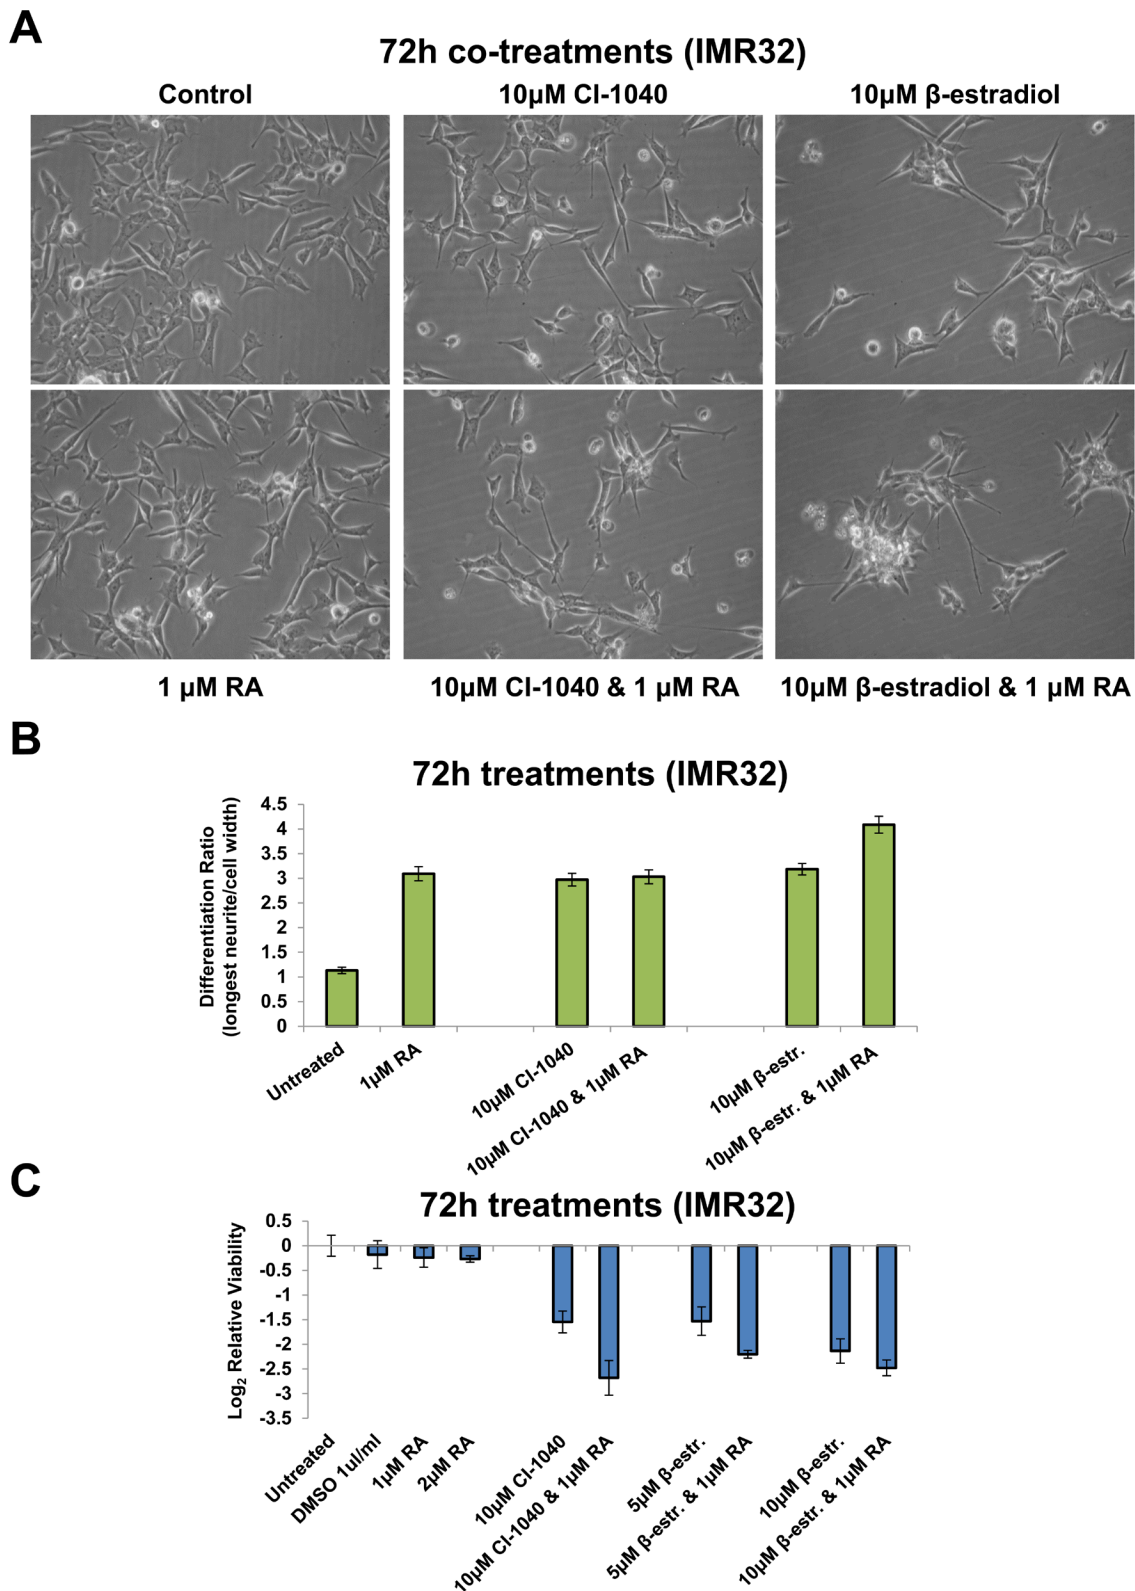 A
72h co-treatments (IMR32)
Control
10µM CI-1040
10µM β-estradiol
1 µM RA
10µM CI-1040 & 1 µM RA
10µM β-estradiol & 1 µM RA
B
72h treatments (IMR32)
Differentiation Ratio
(longest neurite/cell width)
4.5
4
3.5
3
2.5
2
1.5
1
0.5
0
Untreated
1µM RA
10µM CI-1040
10µM CI-1040 & 1µM RA
10µM β-estr.
10µM β-estr. & 1µM RA
C
72h treatments (IMR32)
Log₂ Relative Viability
0.5
0
-0.5
-1
-1.5
-2
-2.5
-3
-3.5
Untreated
DMSO 1ul/ml
1µM RA
2µM RA
10µM CI-1040
10µM CI-1040 & 1µM RA
5µM β-estr.
5µM β-estr. & 1µM RA
10µM β-estr.
10µM β-estr. & 1µM RA